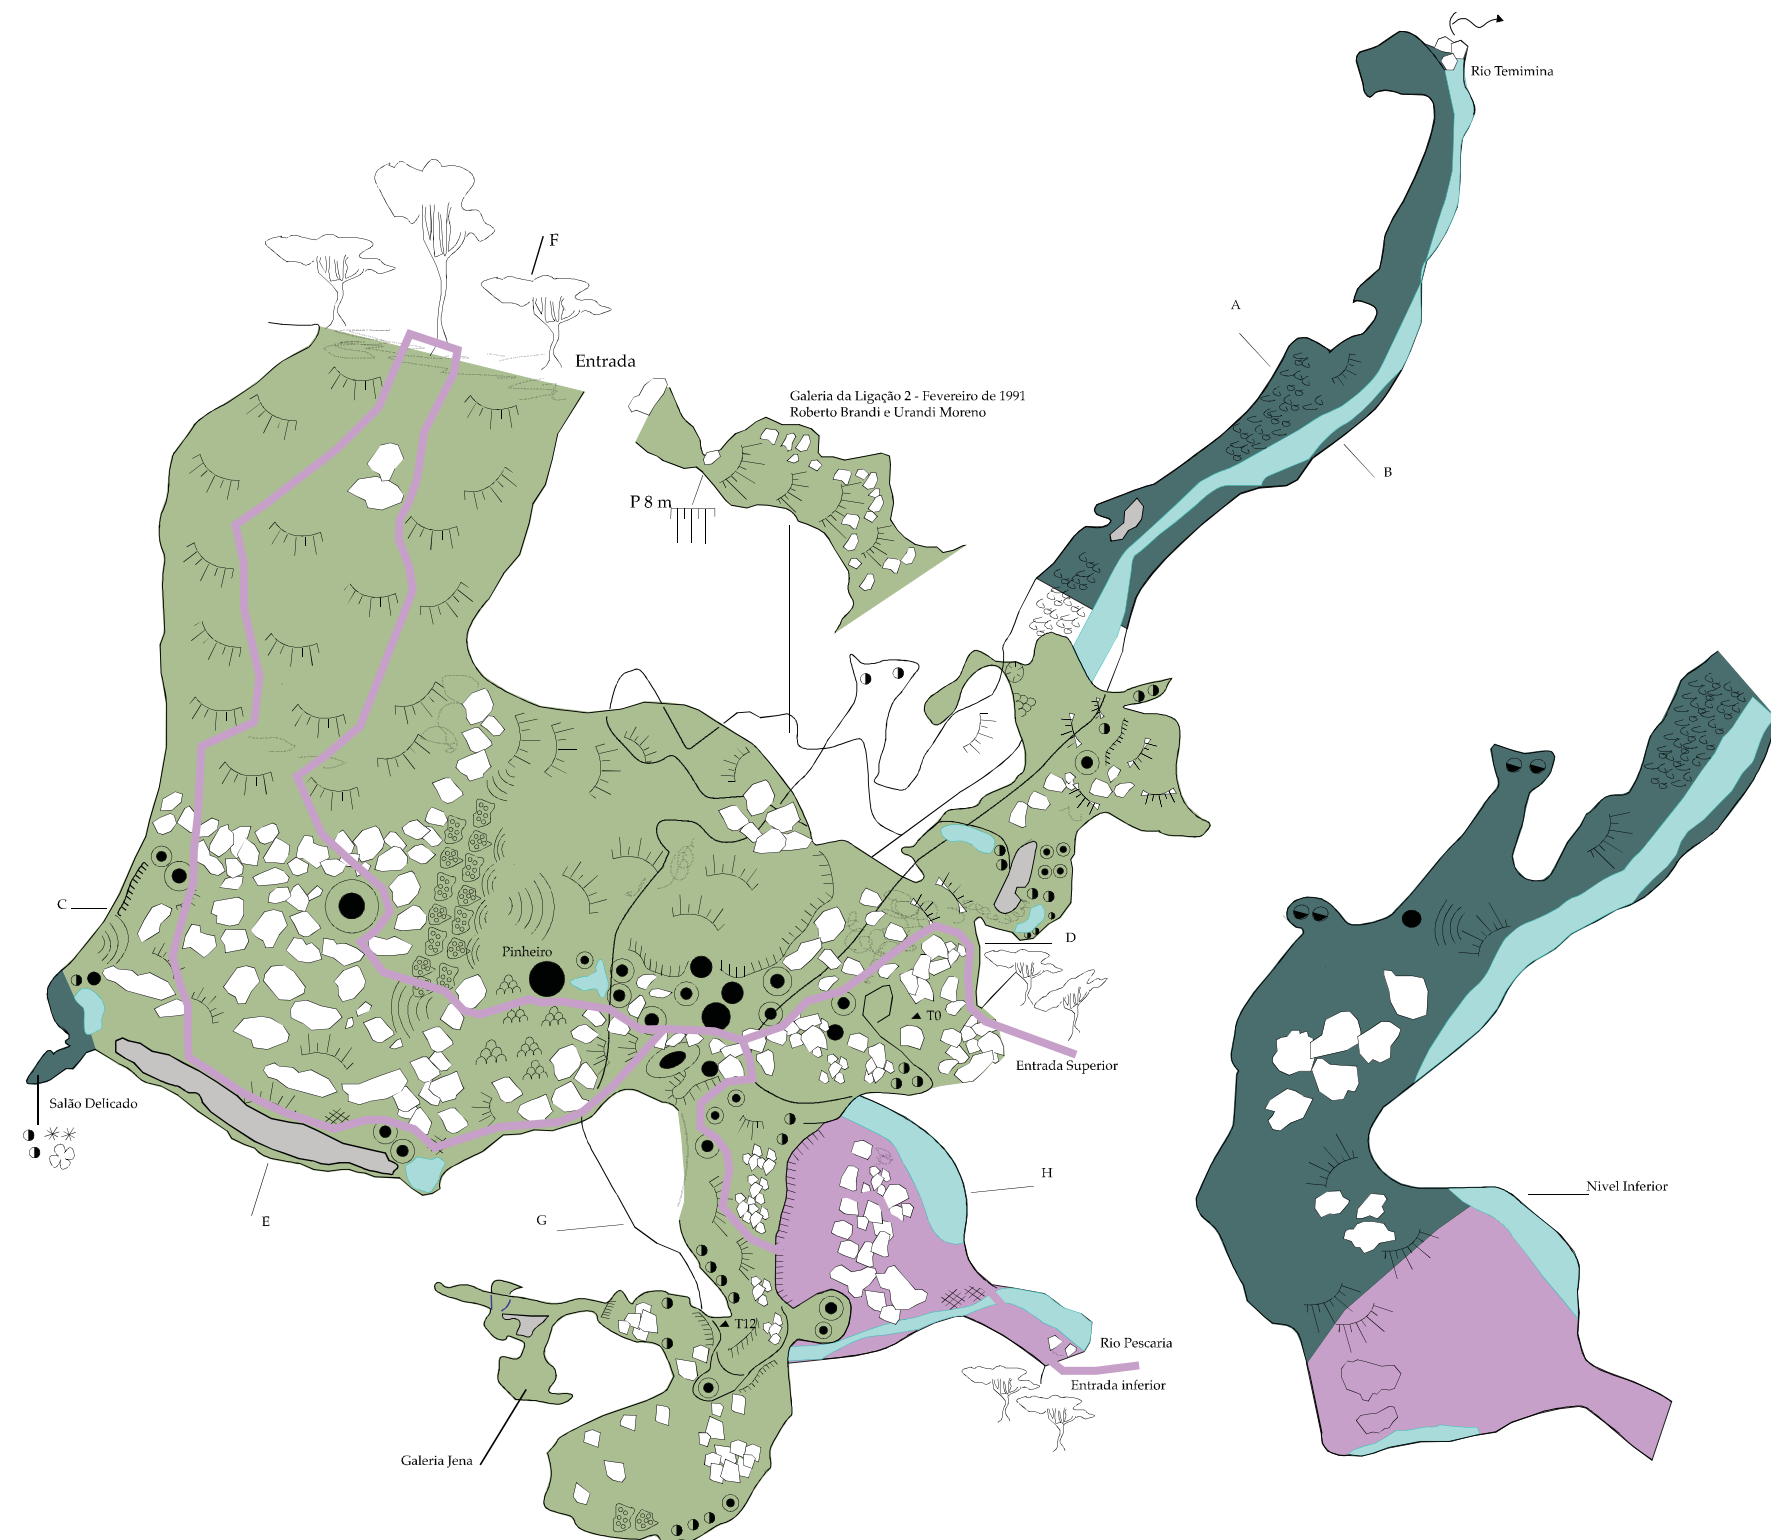 Rio Temimina
F
A
Entrada
Galeria da Ligação 2 - Fevereiro de 1991
Roberto Brandi e Urandi Moreno
B
P 8 m
C
Pinheiro
D
T0
Entrada Superior
Salão Delicado
H
Nivel Inferior
E
G
T12
Rio Pescaria
Entrada inferior
Galeria Jena